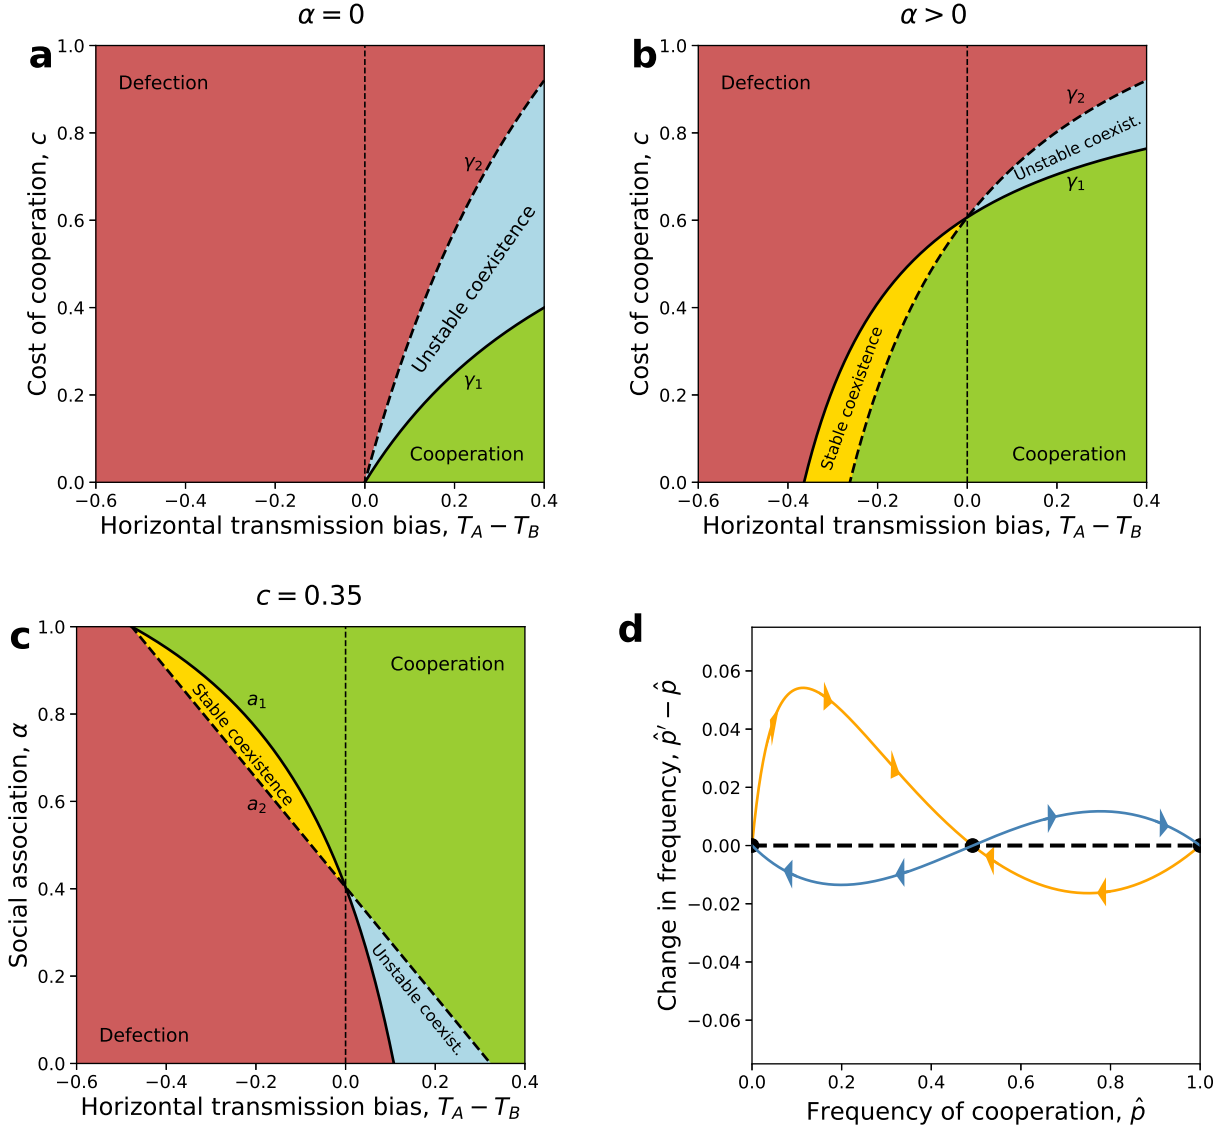 α = 0
a
Defection
γ₂
Unstable coexistence
γ₁
Cooperation
1.0
0.8
0.6
0.4
0.2
0.0
−0.6
−0.4
−0.2
0.0
0.2
0.4
Cost of cooperation, c
Horizontal transmission bias, T_A − T_B
α > 0
b
Defection
γ₂
Unstable coexist.
γ₁
Stable coexistence
Cooperation
1.0
0.8
0.6
0.4
0.2
0.0
−0.6
−0.4
−0.2
0.0
0.2
0.4
Cost of cooperation, c
Horizontal transmission bias, T_A − T_B
c = 0.35
c
Cooperation
a₁
Stable coexistence
a₂
Unstable coexist.
Defection
1.0
0.8
0.6
0.4
0.2
0.0
−0.6
−0.4
−0.2
0.0
0.2
0.4
Social association, α
Horizontal transmission bias, T_A − T_B
d
0.06
0.04
0.02
0.00
−0.02
−0.04
−0.06
0.0
0.2
0.4
0.6
0.8
1.0
Change in frequency, p̂′ − p̂
Frequency of cooperation, p̂